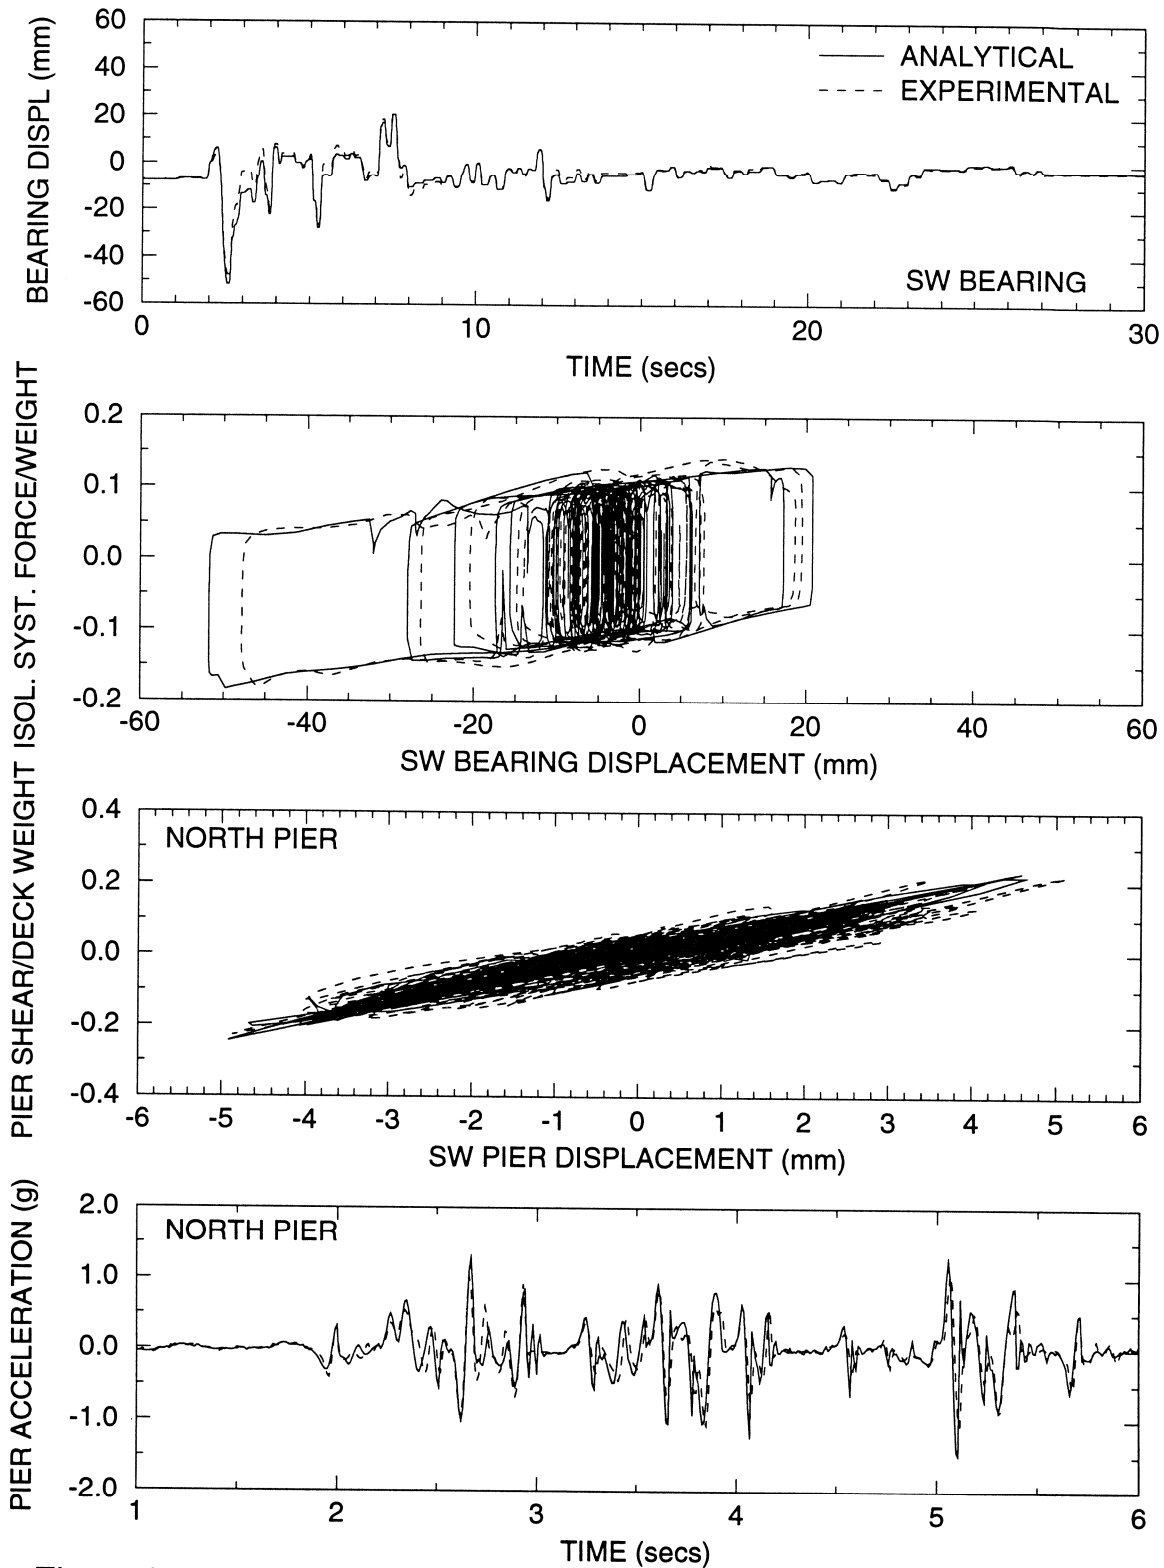 60
40
20
0
-20
-40
-60
BEARING DISPL (mm)
ANALYTICAL
EXPERIMENTAL
SW BEARING
0 10 20 30
TIME (secs)
0.2
0.1
0.0
-0.1
-0.2
ISOL. SYST. FORCE/WEIGHT
-60 -40 -20 0 20 40 60
SW BEARING DISPLACEMENT (mm)
0.4
0.2
0.0
-0.2
-0.4
PIER SHEAR/DECK WEIGHT
NORTH PIER
-6 -5 -4 -3 -2 -1 0 1 2 3 4 5 6
SW PIER DISPLACEMENT (mm)
2.0
1.0
0.0
-1.0
-2.0
PIER ACCELERATION (g)
NORTH PIER
1 2 3 4 5 6
TIME (secs)